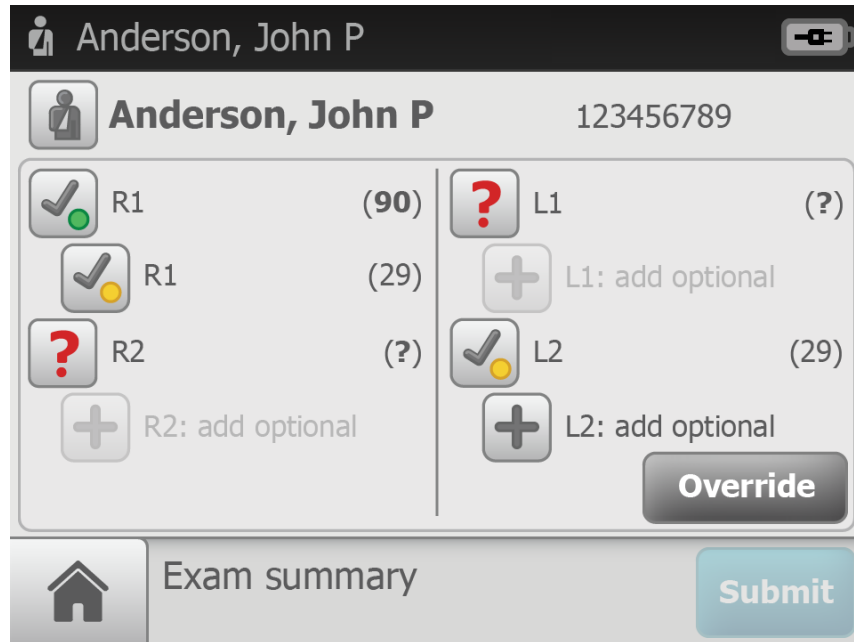 Anderson, John P
Anderson, John P 123456789
R1 (90)
R1 (29)
? R2 (?)
R2: add optional
? L1 (?)
L1: add optional
L2 (29)
L2: add optional
Override
Exam summary
Submit